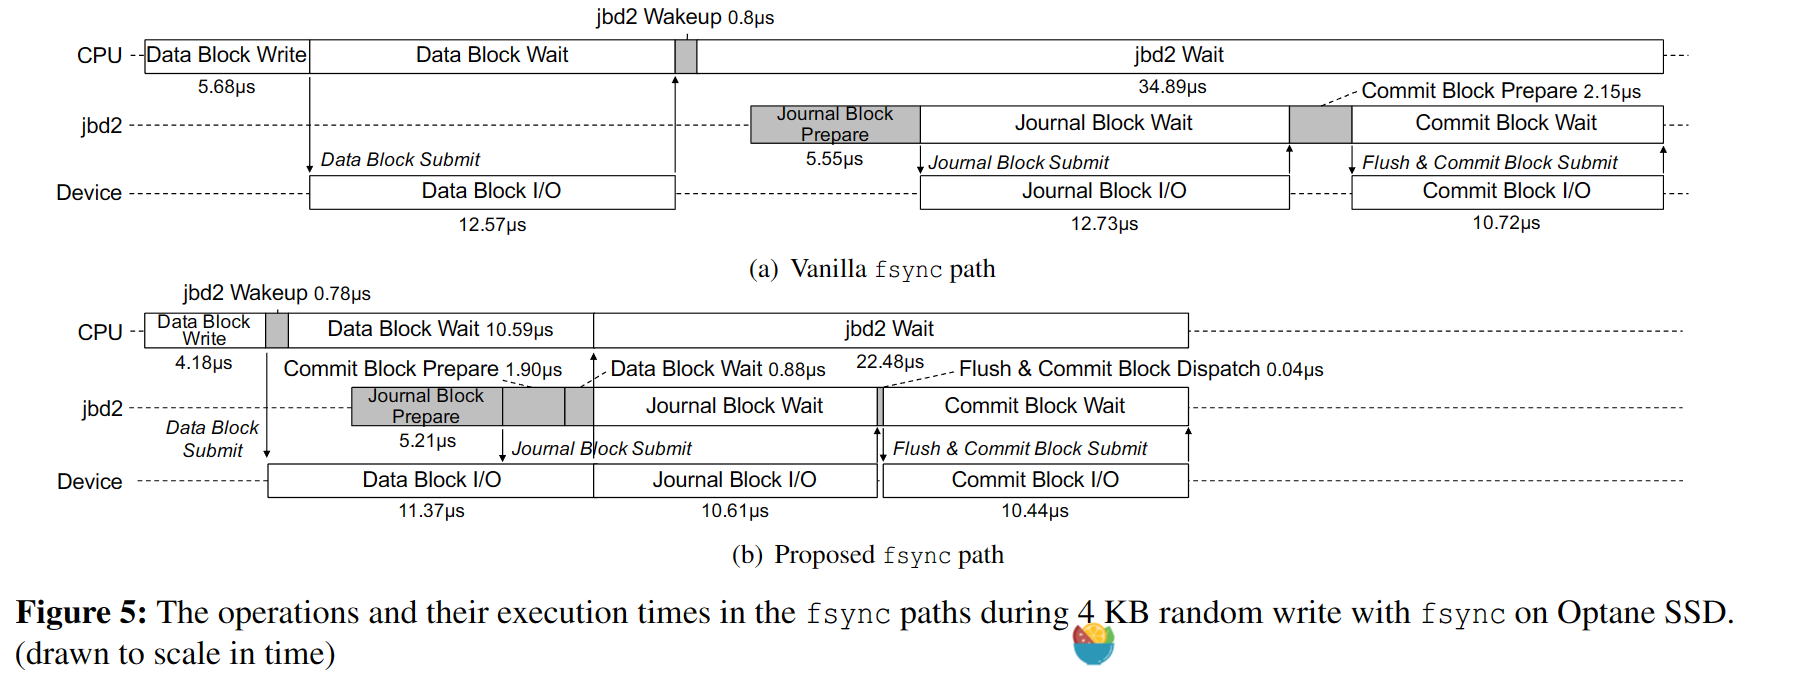 jbd2 Wakeup 0.8µs
CPU
Data Block Write
Data Block Wait
jbd2 Wait
5.68µs
34.89µs
Commit Block Prepare 2.15µs
jbd2
Journal Block
Prepare
Journal Block Wait
Commit Block Wait
5.55µs
Data Block Submit
Journal Block Submit
Flush & Commit Block Submit
Device
Data Block I/O
Journal Block I/O
Commit Block I/O
12.57µs
12.73µs
10.72µs
(a) Vanilla fsync path
jbd2 Wakeup 0.78µs
CPU
Data Block
Write
Data Block Wait 10.59µs
jbd2 Wait
4.18µs
22.48µs
Commit Block Prepare 1.90µs
Data Block Wait 0.88µs
Flush & Commit Block Dispatch 0.04µs
jbd2
Journal Block
Prepare
Journal Block Wait
Commit Block Wait
5.21µs
Data Block
Submit
Journal Block Submit
Flush & Commit Block Submit
Device
Data Block I/O
Journal Block I/O
Commit Block I/O
11.37µs
10.61µs
10.44µs
(b) Proposed fsync path
Figure 5: The operations and their execution times in the fsync paths during 4 KB random write with fsync on Optane SSD.
(drawn to scale in time)